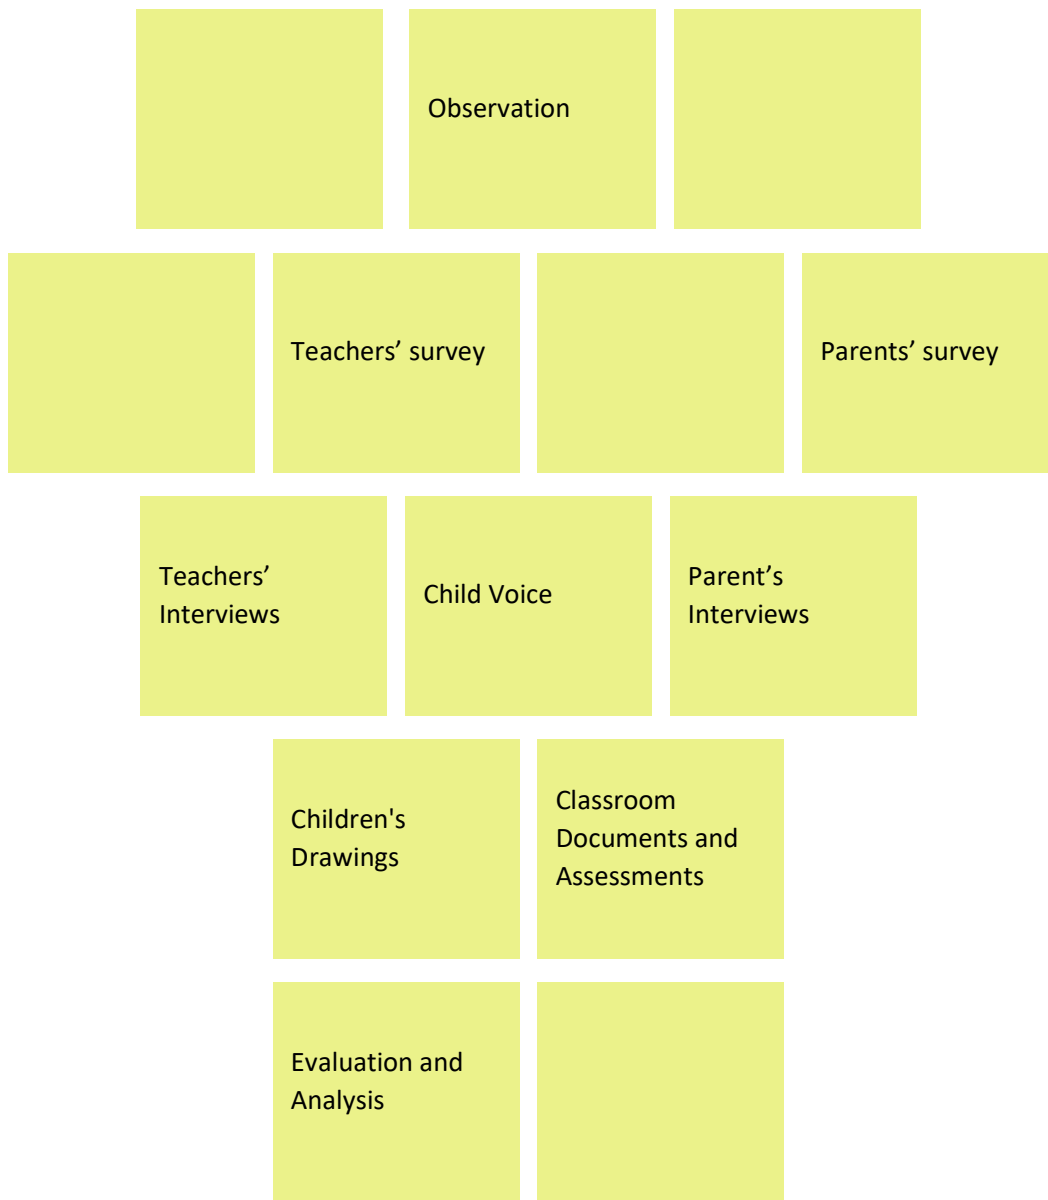 Observation
Teachers’ survey
Parents’ survey
Teachers’
Interviews
Child Voice
Parent’s
Interviews
Children's
Drawings
Classroom
Documents and
Assessments
Evaluation and
Analysis